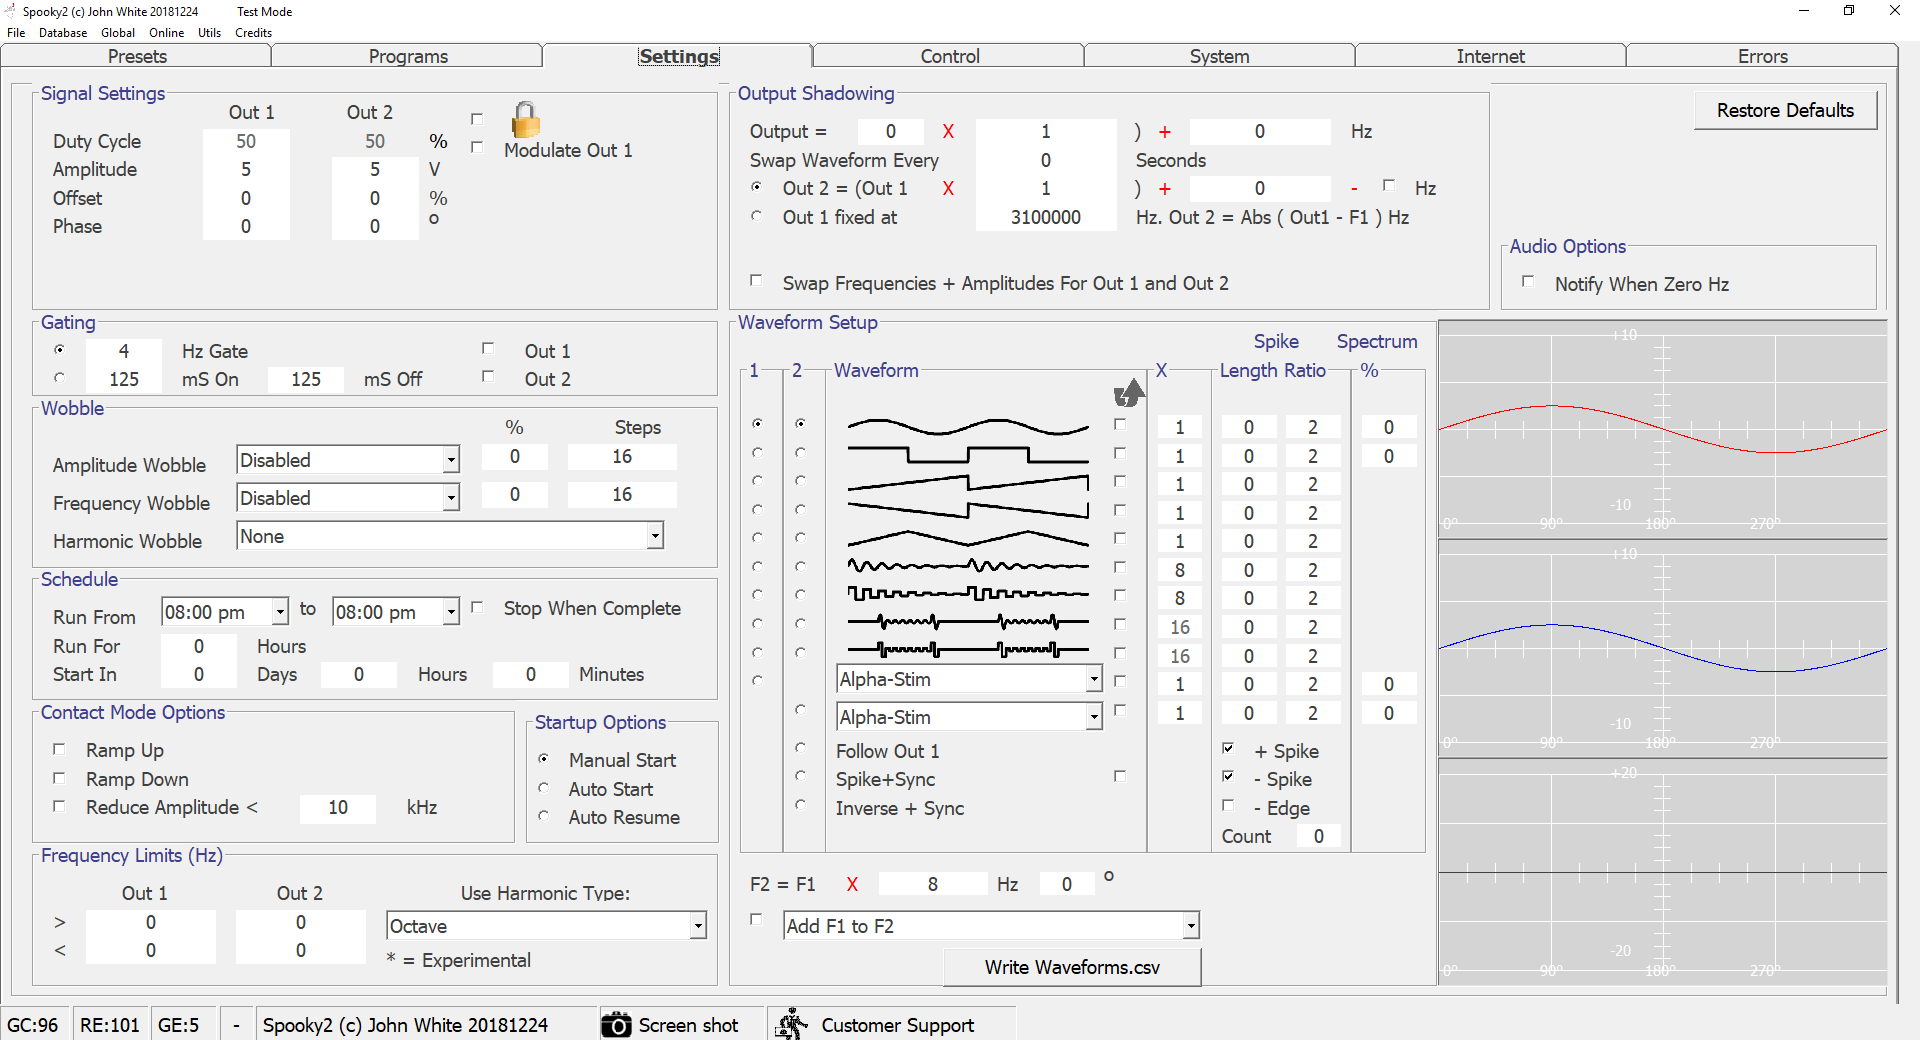 Spooky2 (c) John White 20181224 Test Mode
File Database Global Online Utils Credits
Presets Programs Settings Control System Internet Errors
Signal Settings
Out 1 Out 2
Duty Cycle 50 50 %
Modulate Out 1
Amplitude 5 5 V
Offset 0 0 %
Phase 0 0 o
Gating
4 Hz Gate Out 1
125 mS On 125 mS Off Out 2
Wobble
% Steps
Amplitude Wobble Disabled 0 16
Frequency Wobble Disabled 0 16
Harmonic Wobble None
Schedule
Run From 08:00 pm to 08:00 pm Stop When Complete
Run For 0 Hours
Start In 0 Days 0 Hours 0 Minutes
Contact Mode Options
Ramp Up
Ramp Down
Reduce Amplitude < 10 kHz
Startup Options
Manual Start
Auto Start
Auto Resume
Frequency Limits (Hz)
Out 1 Out 2 Use Harmonic Type:
> 0 0 Octave
< 0 0 * = Experimental
Output Shadowing
Output = 0 X 1 ) + 0 Hz
Swap Waveform Every 0 Seconds
Out 2 = (Out 1 X 1 ) + 0 - Hz
Out 1 fixed at 3100000 Hz. Out 2 = Abs ( Out1 - F1 ) Hz
Swap Frequencies + Amplitudes For Out 1 and Out 2
Restore Defaults
Audio Options
Notify When Zero Hz
Waveform Setup
Spike Spectrum
1 2 Waveform X Length Ratio %
1 0 2 0
1 0 2 0
1 0 2
1 0 2
1 0 2
8 0 2
8 0 2
16 0 2
16 0 2
Alpha-Stim 1 0 2 0
Alpha-Stim 1 0 2 0
Follow Out 1 + Spike
Spike+Sync - Spike
Inverse + Sync - Edge
Count 0
F2 = F1 X 8 Hz 0 o
Add F1 to F2
Write Waveforms.csv
+10
-10
0° 90° 180° 270°
+10
-10
0° 90° 180° 270°
+20
-20
0° 90° 180° 270°
GC:96 RE:101 GE:5 - Spooky2 (c) John White 20181224 Screen shot Customer Support